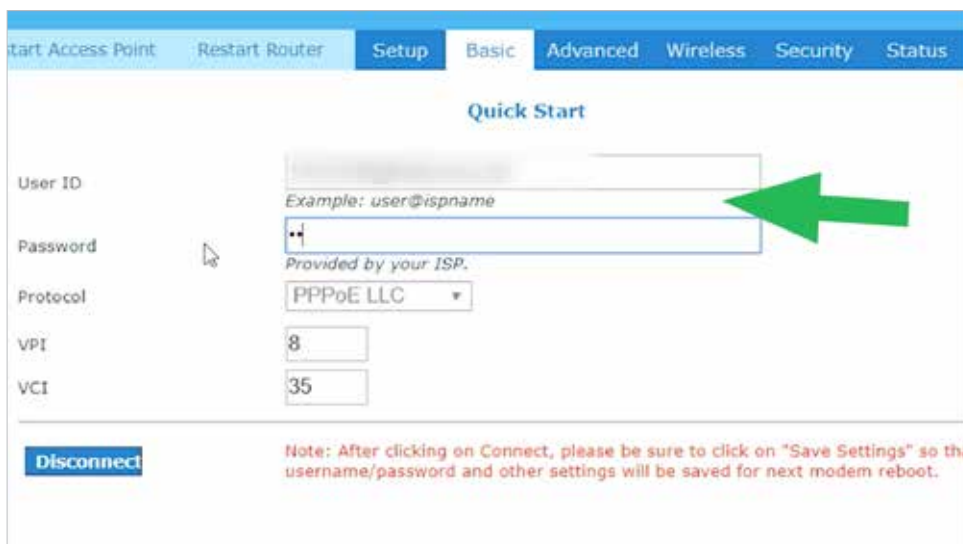 start Access Point Restart Router Setup Basic Advanced Wireless Security Status
Quick Start
User ID
Example: user@ispname
Password ••
Provided by your ISP.
Protocol PPPoE LLC
VPI 8
VCI 35
Disconnect
Note: After clicking on Connect, please be sure to click on "Save Settings" so tha
username/password and other settings will be saved for next modem reboot.